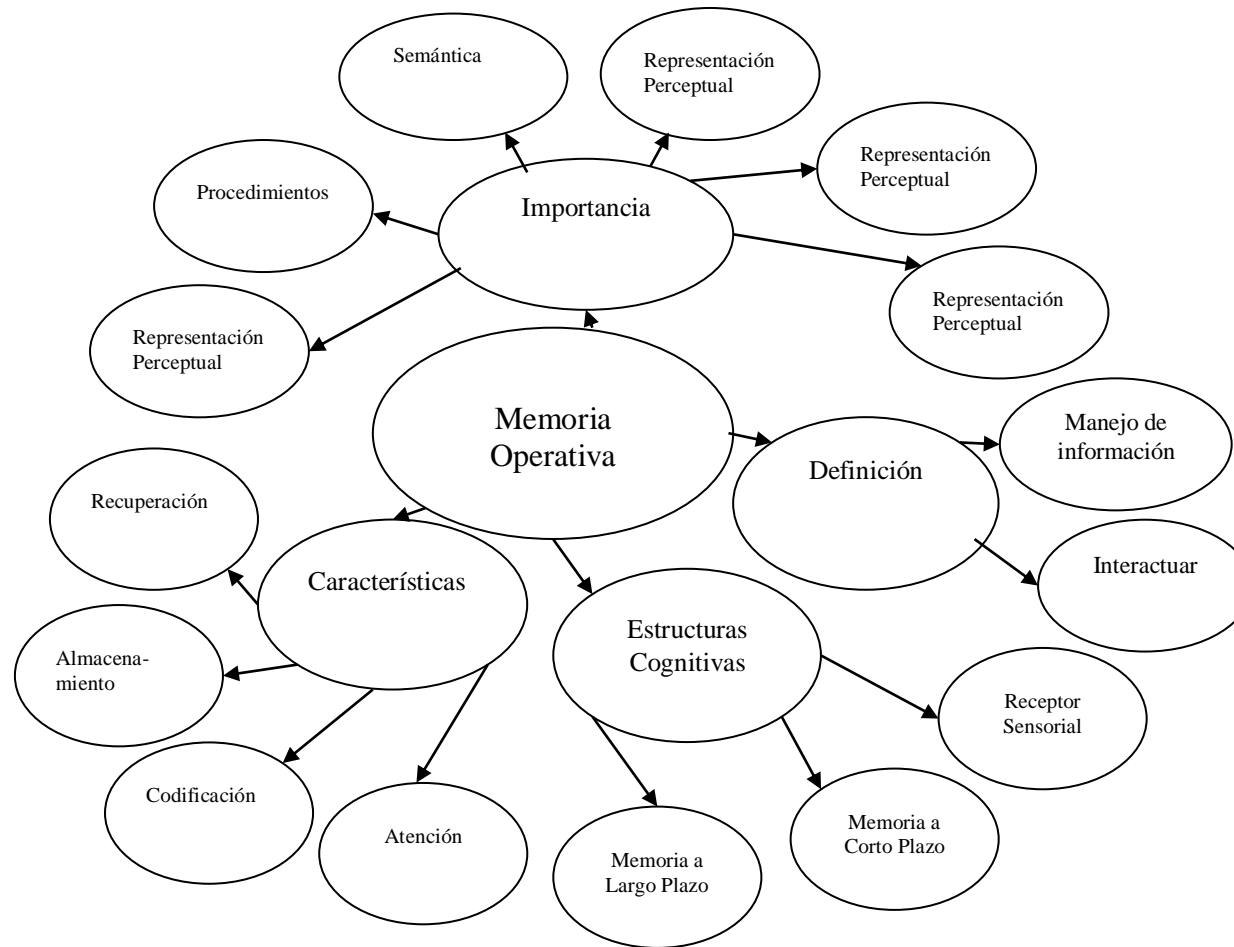 Semántica
Representación
Perceptual
Representación
Perceptual
Procedimientos
Importancia
Representación
Perceptual
Representación
Perceptual
Memoria
Operativa
Manejo de
información
Definición
Recuperación
Interactuar
Características
Estructuras
Cognitivas
Almacena-
miento
Receptor
Sensorial
Codificación
Atención
Memoria a
Corto Plazo
Memoria a
Largo Plazo